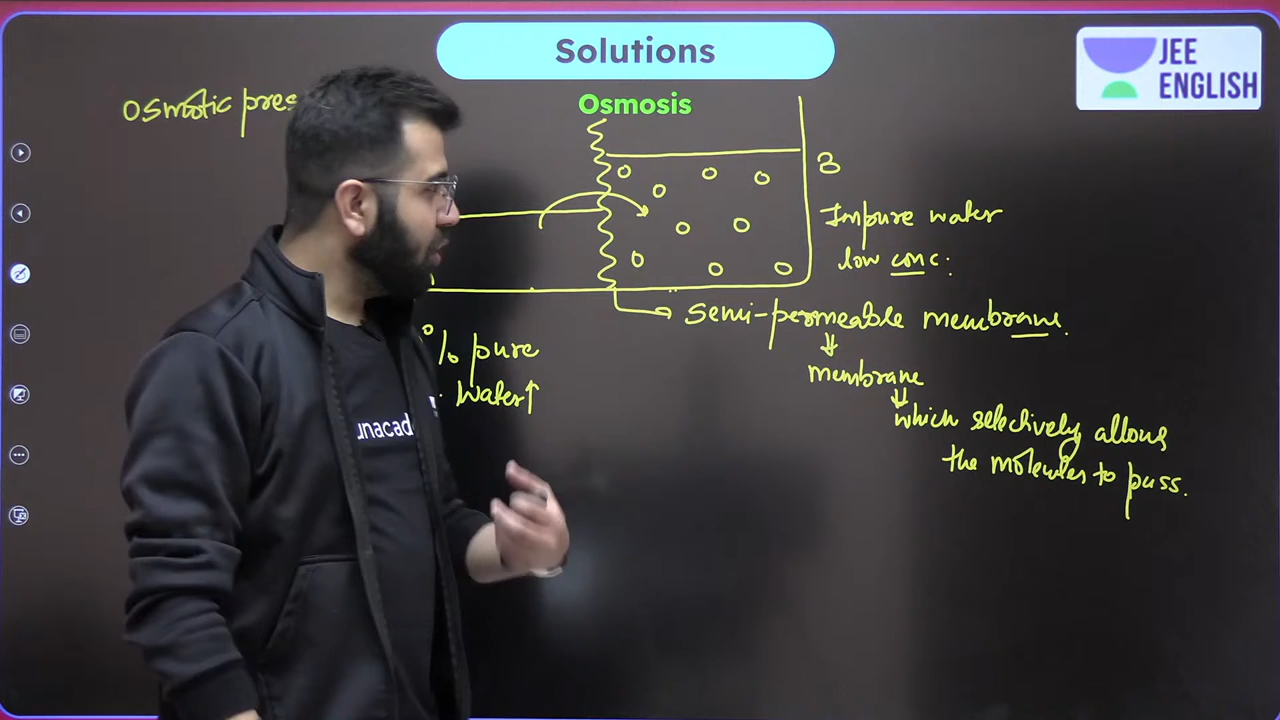 Solutions
JEE
ENGLISH
Osmotic pres
Osmosis
B
Impure water
low conc.
Semi-permeable membrane.
% pure
Water↑
membrane
unacad
which selectively allows
the molecules to pass.